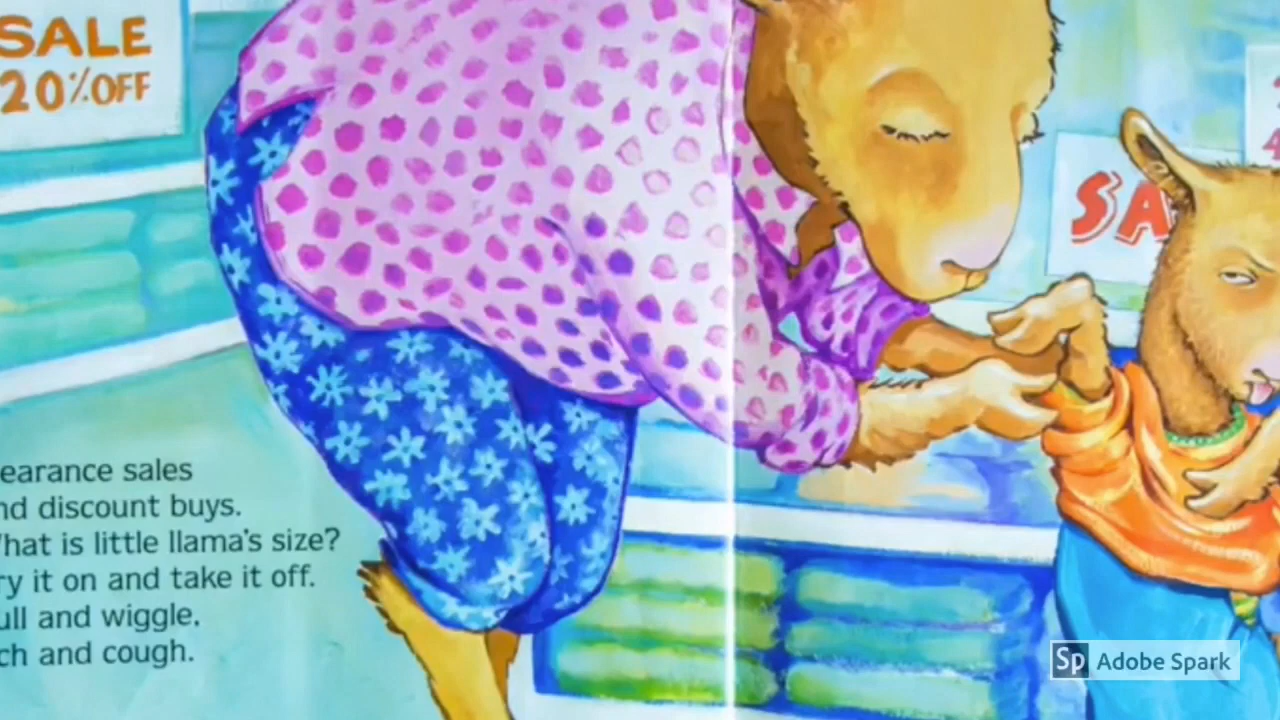 SALE
20% OFF
SA
earance sales
nd discount buys.
hat is little llama's size?
ry it on and take it off.
ull and wiggle,
ch and cough.
Sp Adobe Spark